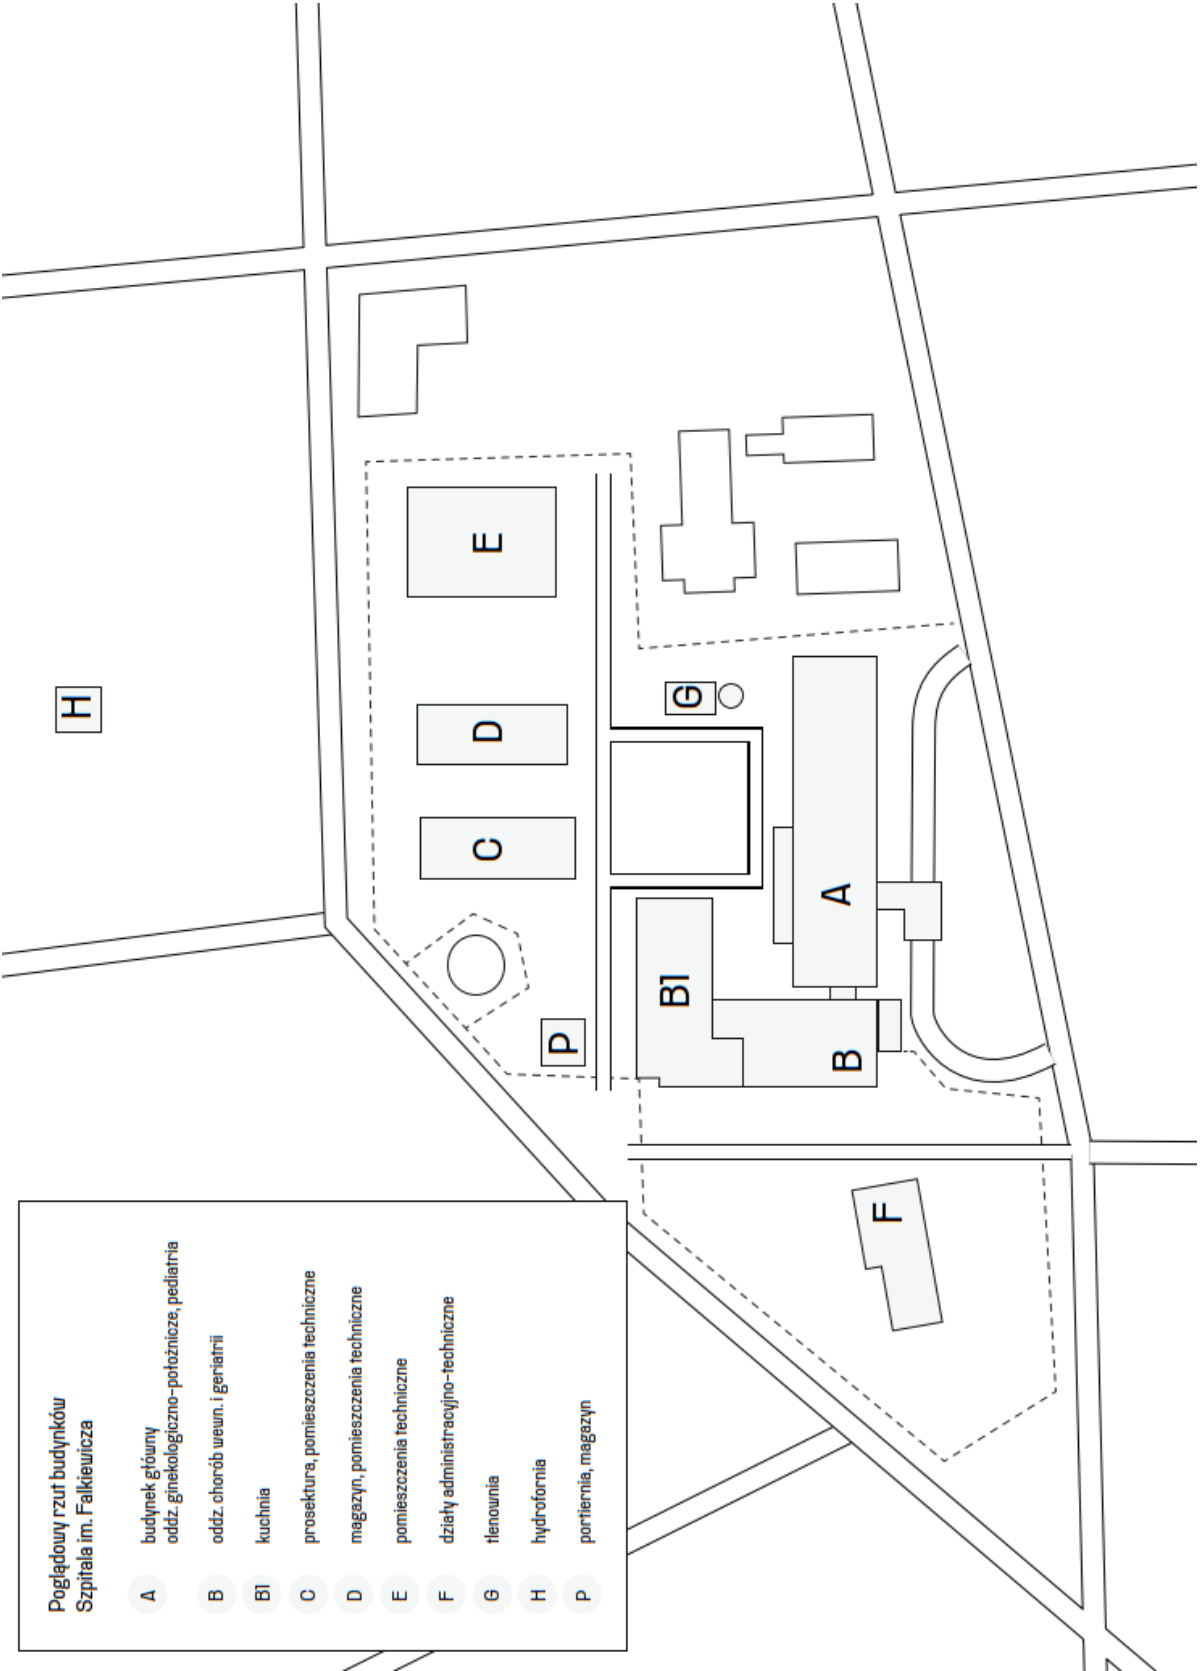 Poglądowy rzut budynków
Szpitala im. Falkiewicza
A budynek główny
oddz. ginekologiczno-położnicze, pediatria
B oddz. chorób wewn. i geriatrii
B1 kuchnia
C prosektura, pomieszczenia techniczne
D magazyn, pomieszczenia techniczne
E pomieszczenia techniczne
F działy administracyjno-techniczne
G tlenownia
H hydrofornia
P portiernia, magazyn
H
P
C
D
E
B1
G
B
A
F